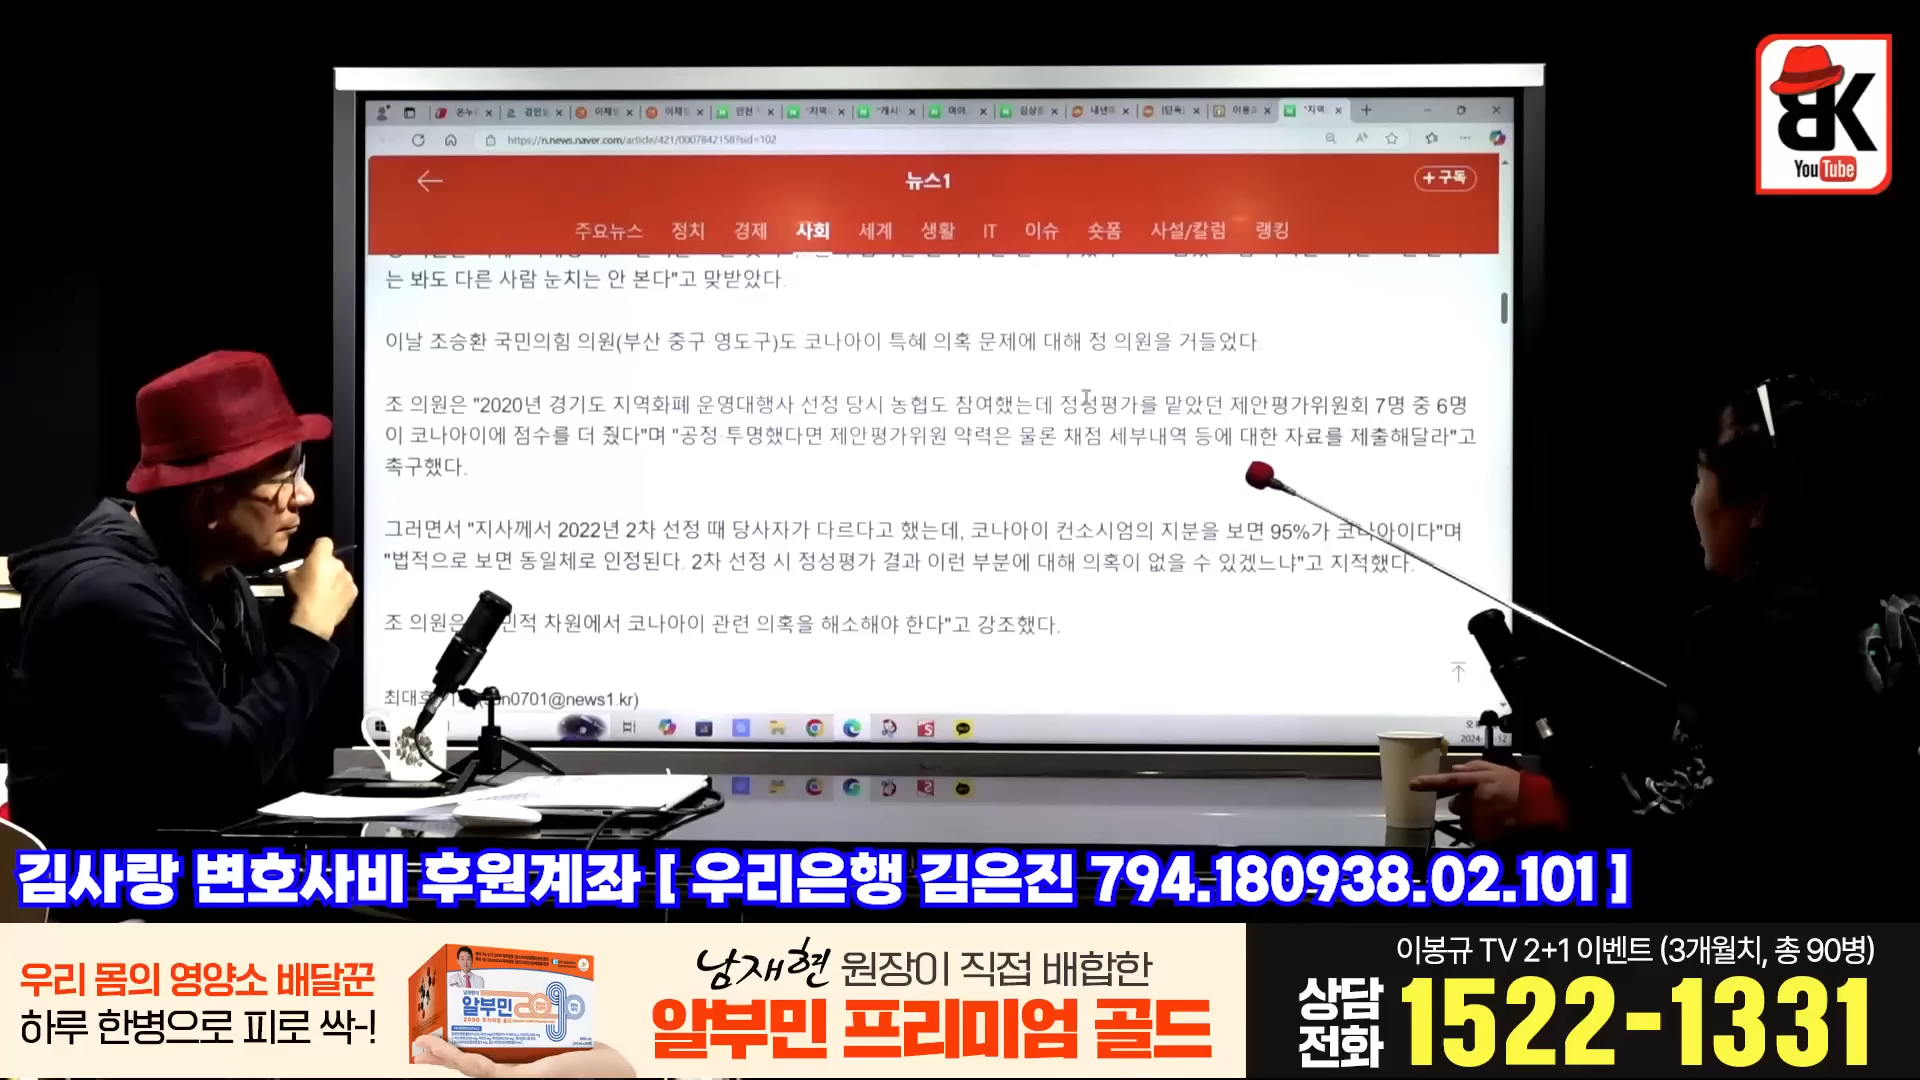 BK
YouTube
https://n.news.naver.com/article/421/0007842158?sid=102
뉴스1
+ 구독
주요뉴스 정치 경제 사회 세계 생활 IT 이슈 숏폼 사설/칼럼 랭킹
는 봐도 다른 사람 눈치는 안 본다"고 맞받았다.
이날 조승환 국민의힘 의원(부산 중구·영도구)도 코나아이 특혜 의혹 문제에 대해 정 의원을 거들었다.
조 의원은 "2020년 경기도 지역화폐 운영대행사 선정 당시 농협도 참여했는데 정성평가를 맡았던 제안평가위원회 7명 중 6명
이 코나아이에 점수를 더 줬다"며 "공정·투명했다면 제안평가위원 약력은 물론 채점 세부내역 등에 대한 자료를 제출해달라"고
촉구했다.
그러면서 "지사께서 2022년 2차 선정 때 당사자가 다르다고 했는데, 코나아이 컨소시엄의 지분을 보면 95%가 코나아이다"며
"법적으로 보면 동일체로 인정된다. 2차 선정 시 정성평가 결과 이런 부분에 대해 의혹이 없을 수 있겠느냐"고 지적했다.
조 의원은 차원에서 코나아이 관련 의혹을 해소해야 한다"고 강조했다.
최대호 n0701@news1.kr)
김사랑 변호사비 후원계좌 [ 우리은행 김은진 794.180938.02.101 ]
우리 몸의 영양소 배달꾼
하루 한병으로 피로 싹-!
알부민
남재현 원장이 직접 배합한
알부민 프리미엄 골드
이봉규 TV 2+1 이벤트 (3개월치, 총 90병)
상담전화 1522-1331